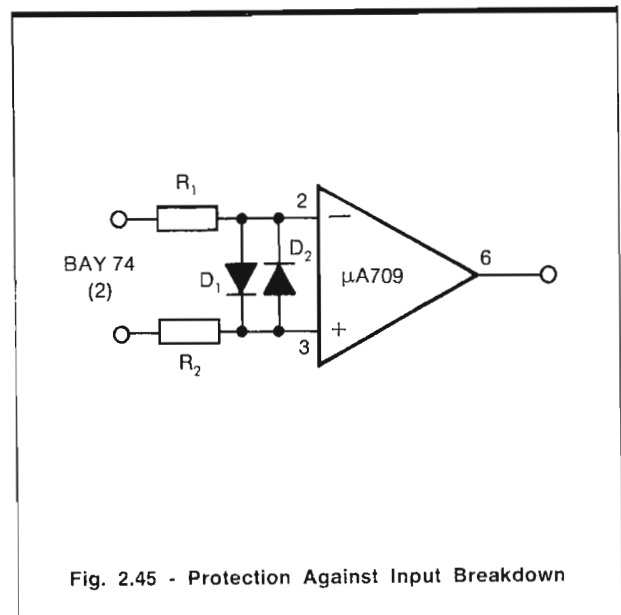 R₁
2
−
BAY 74
(2)
D₁
D₂
μA709
6
+
3
R₂
Fig. 2.45 - Protection Against Input Breakdown